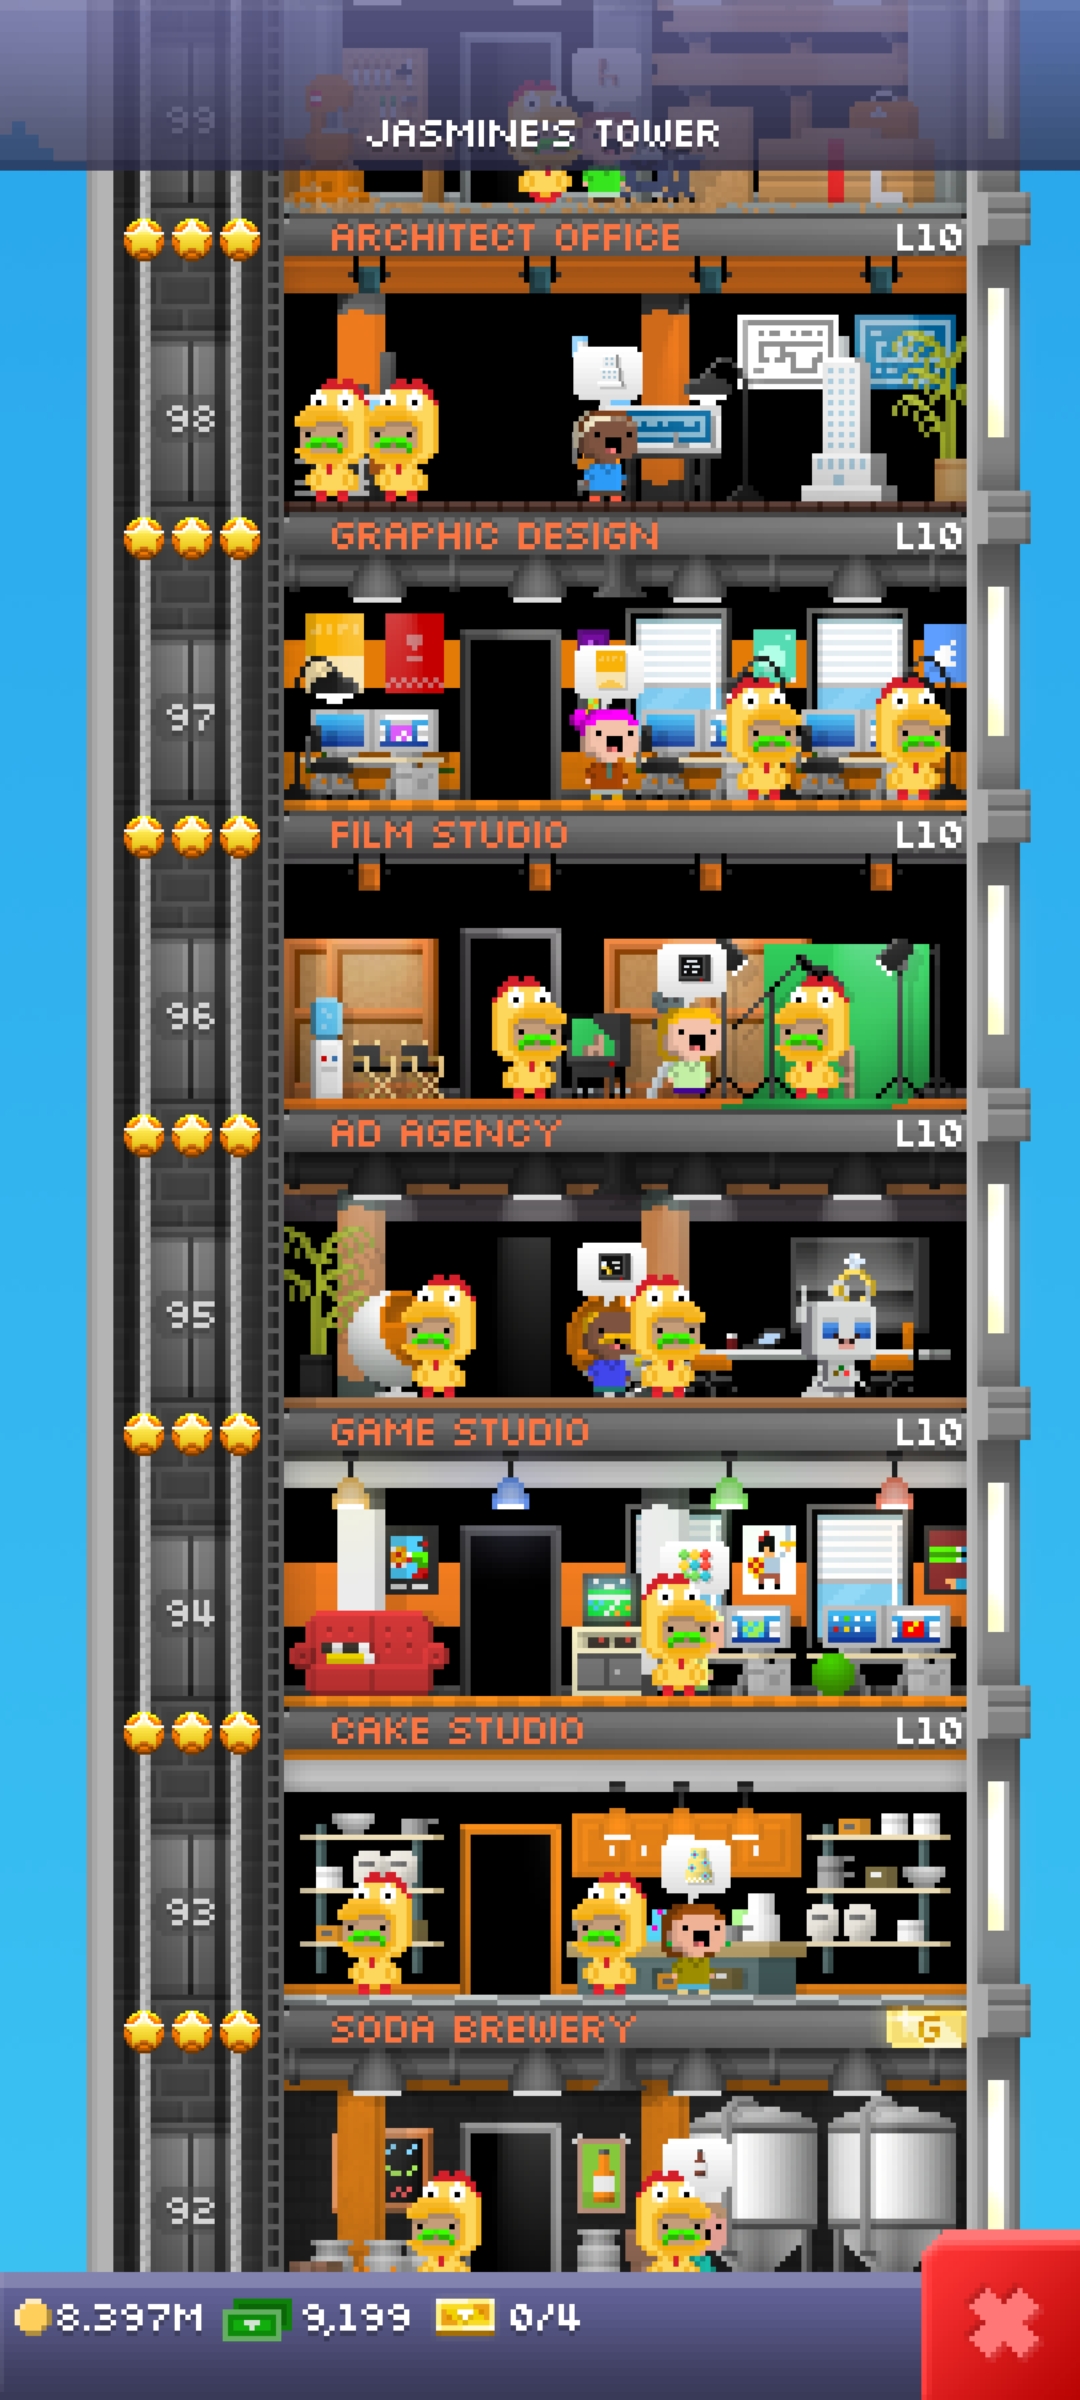 99
JASMINE'S TOWER
ARCHITECT OFFICE L10
98
GRAPHIC DESIGN L10
97
FILM STUDIO L10
96
AD AGENCY L10
95
GAME STUDIO L10
94
CAKE STUDIO L10
93
SODA BREWERY G
92
8.397M 9,199 0/4